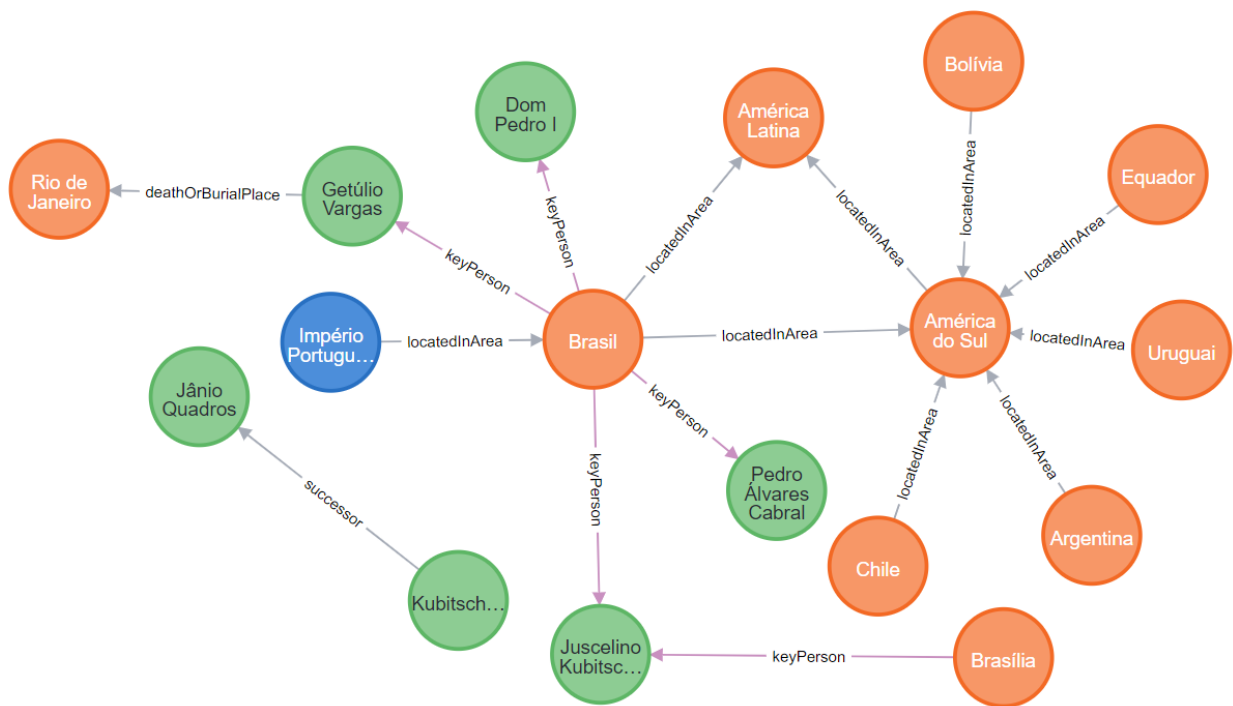 Bolívia
Dom
Pedro I
América
Latina
Equador
Rio de
Janeiro
deathOrBurialPlace
Getúlio
Vargas
keyPerson
keyPerson
locatedInArea
locatedInArea
locatedInArea
locatedInArea
Império
Portugu…
locatedInArea
Brasil
locatedInArea
América
do Sul
locatedInArea
Uruguai
Jânio
Quadros
keyPerson
keyPerson
locatedInArea
locatedInArea
successor
Pedro
Álvares
Cabral
Chile
Argentina
Kubitsch…
Juscelino
Kubitsc…
keyPerson
Brasília